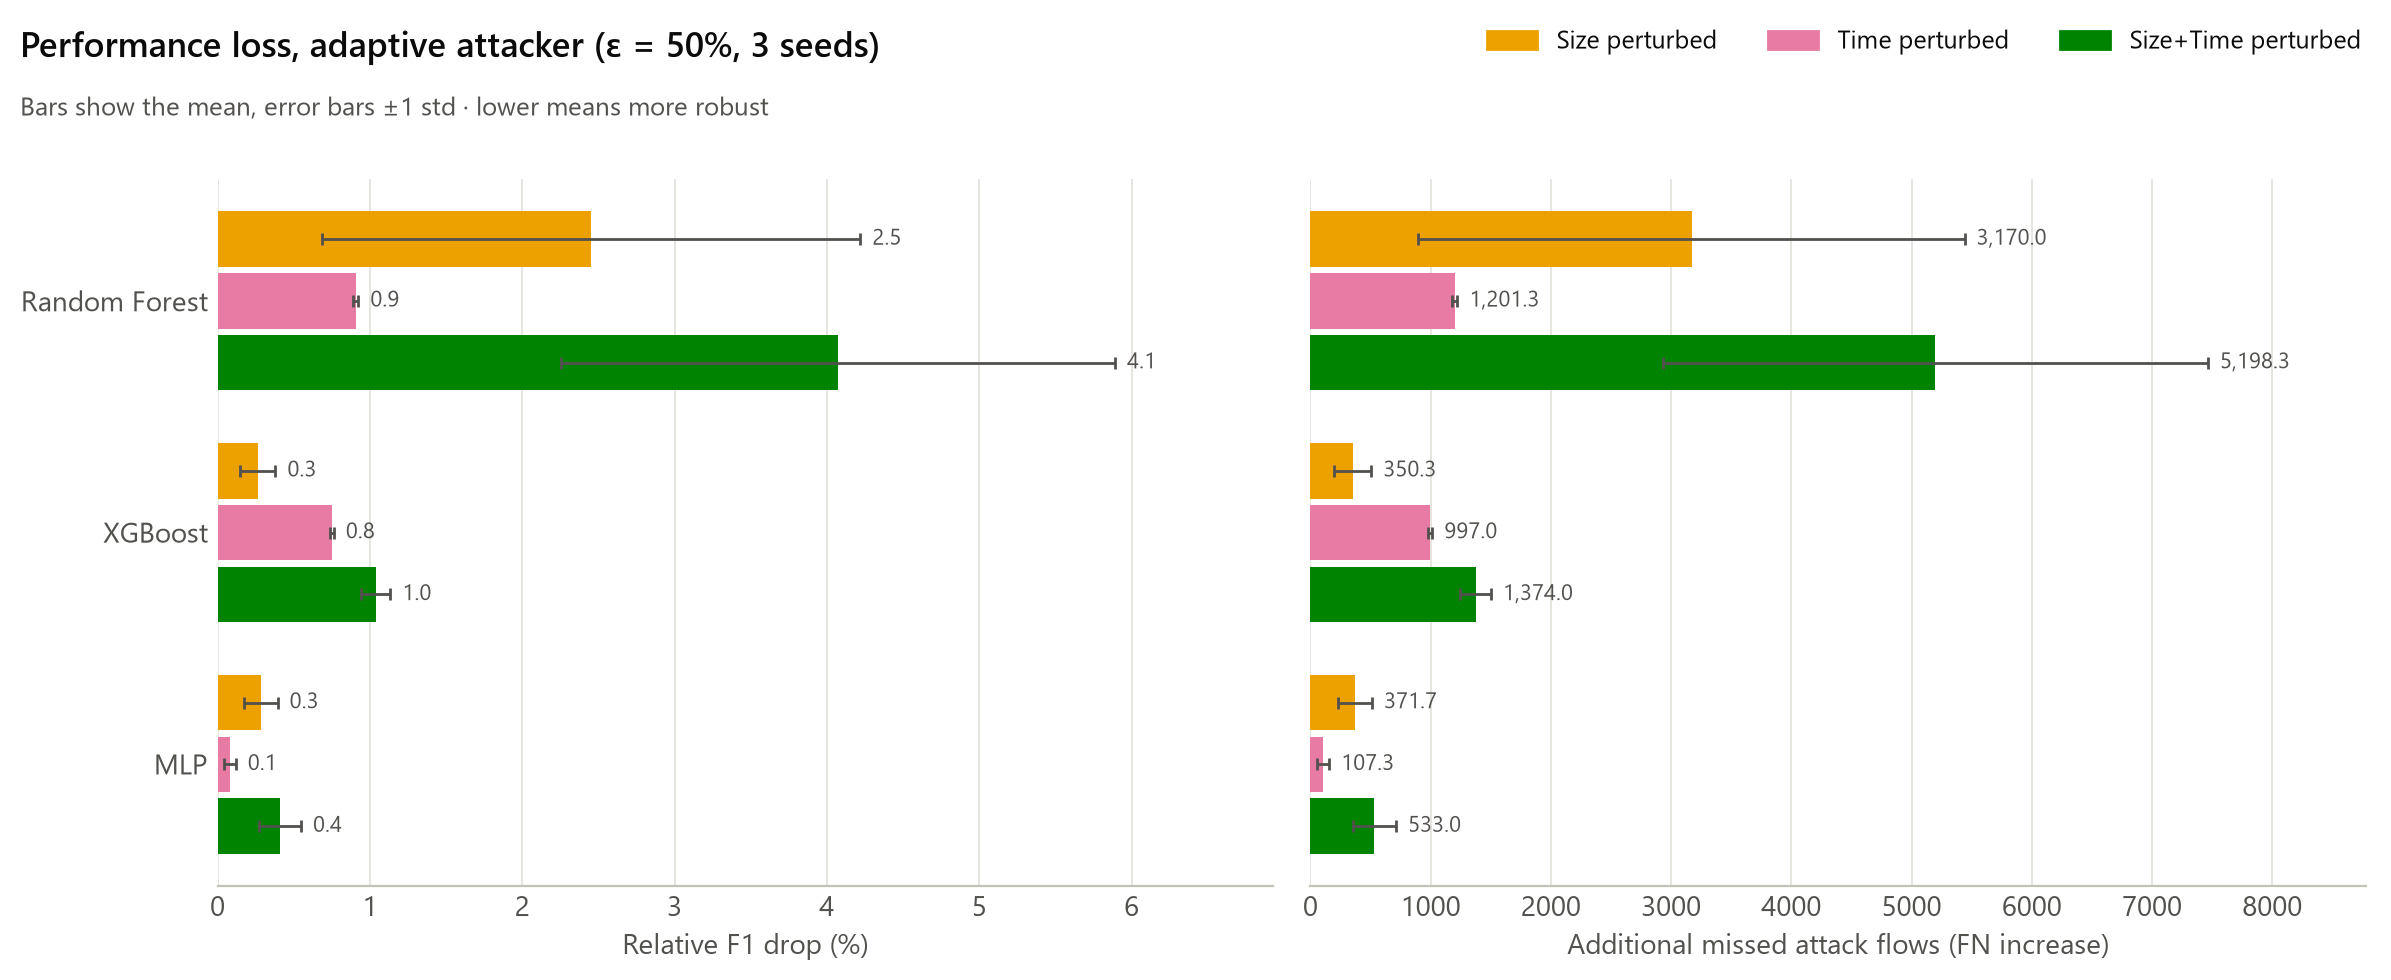 Performance loss, adaptive attacker (ε = 50%, 3 seeds)
Bars show the mean, error bars ±1 std · lower means more robust
Size perturbed
Time perturbed
Size+Time perturbed
Random Forest
2.5
0.9
4.1
XGBoost
0.3
0.8
1.0
MLP
0.3
0.1
0.4
0 1 2 3 4 5 6
Relative F1 drop (%)
3,170.0
1,201.3
5,198.3
350.3
997.0
1,374.0
371.7
107.3
533.0
0 1000 2000 3000 4000 5000 6000 7000 8000
Additional missed attack flows (FN increase)